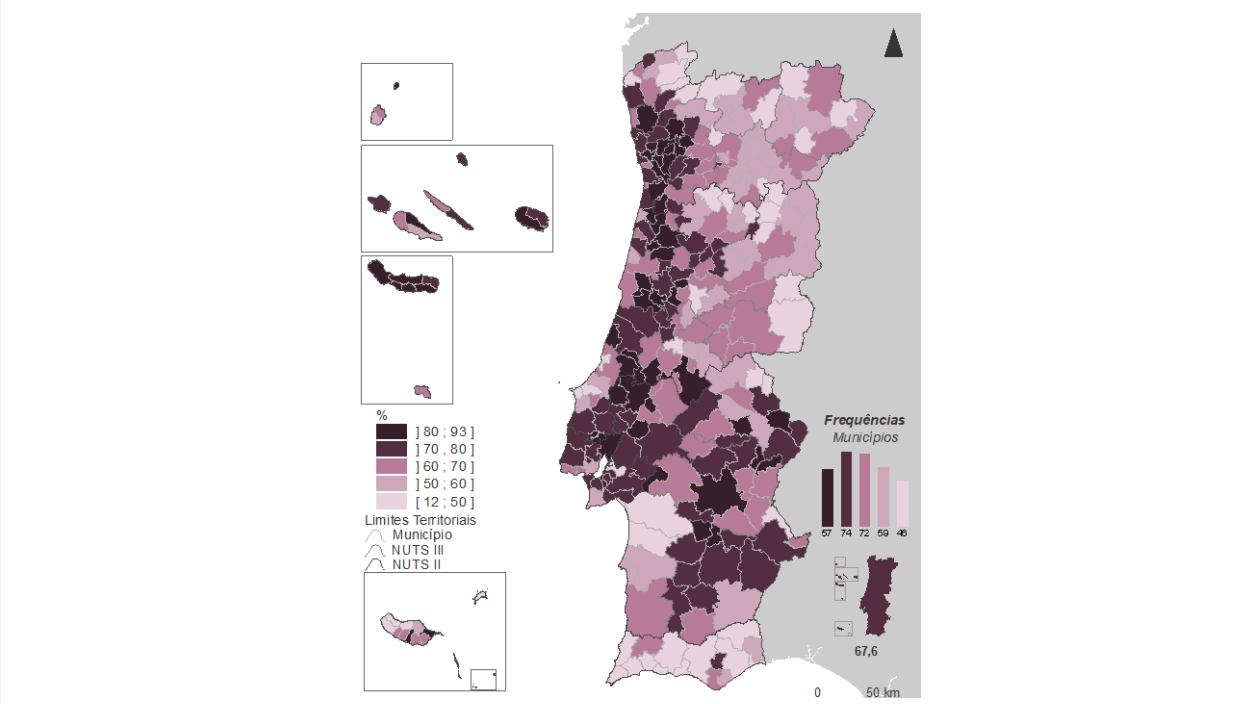 %
] 80 ; 93 ]
] 70 , 80 ]
] 60 ; 70 ]
] 50 ; 60 ]
[ 12 ; 50 ]
Limites Territoriais
Município
NUTS III
NUTS II
Frequências
Municípios
57 74 72 59 46
67,6
0 50 km